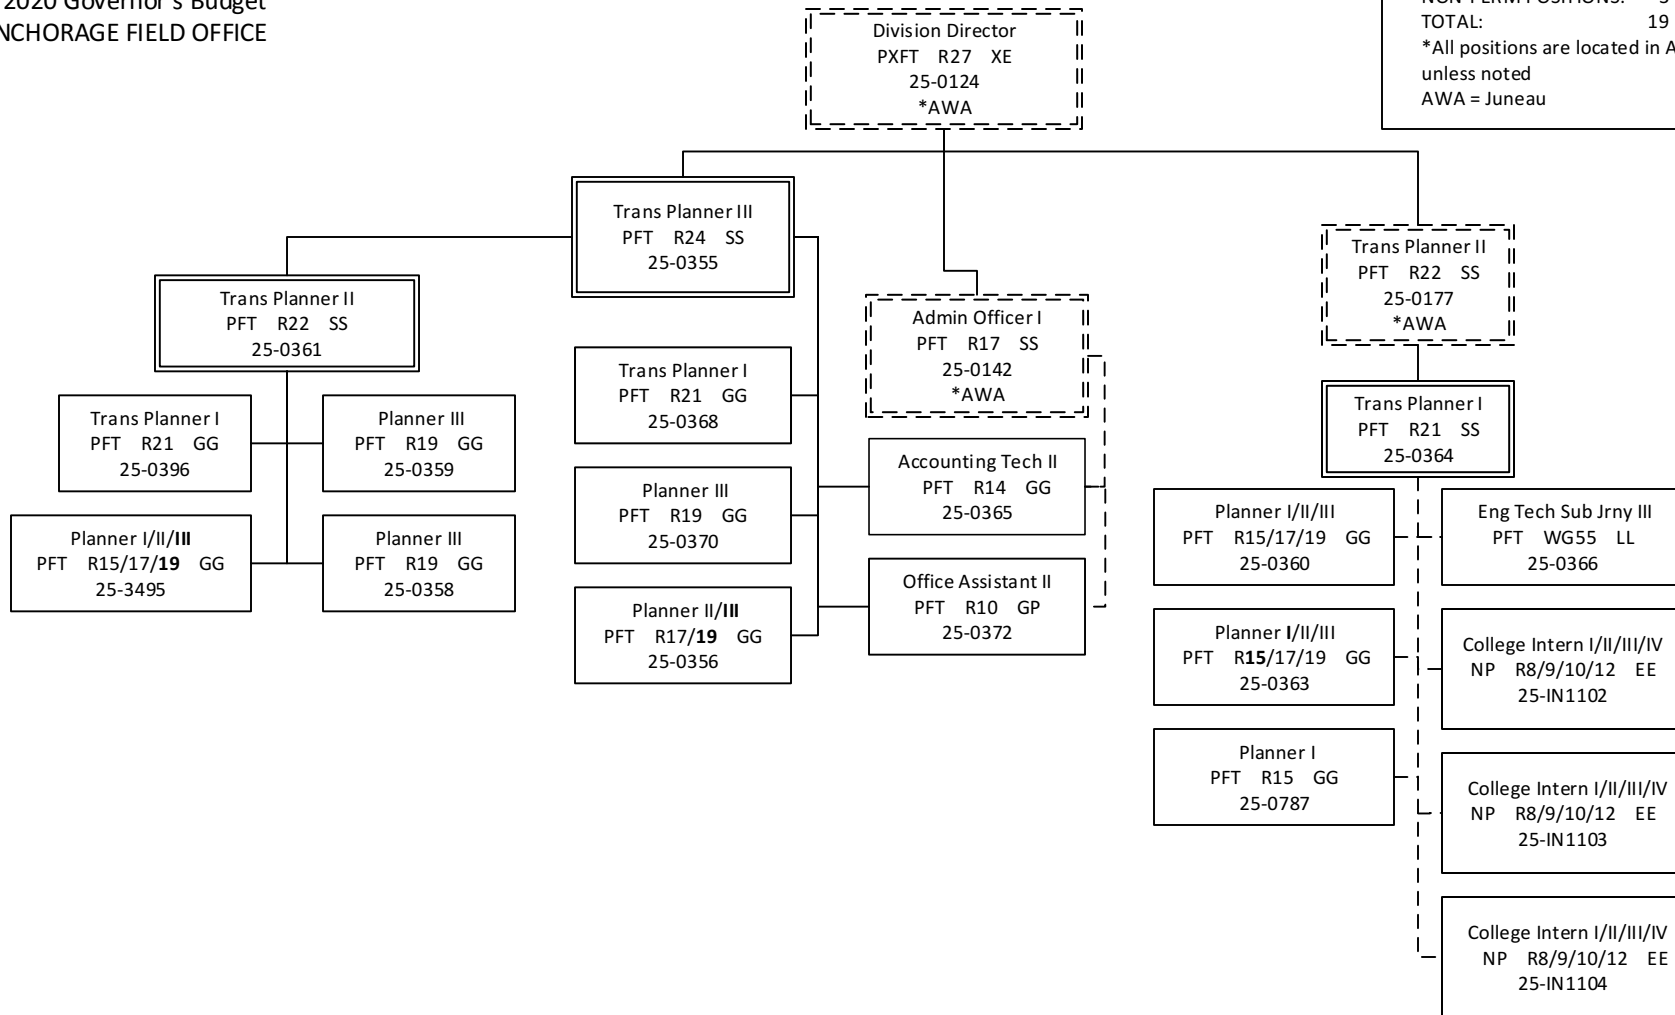 2020 Governor's Budget
NCHORAGE FIELD OFFICE
TOTAL: 19
*All positions are located in A
unless noted
AWA = Juneau
Division Director
PXFT R27 XE
25-0124
*AWA
Trans Planner III
PFT R24 SS
25-0355
Trans Planner II
PFT R22 SS
25-0177
*AWA
Trans Planner II
PFT R22 SS
25-0361
Admin Officer I
PFT R17 SS
25-0142
*AWA
Trans Planner I
PFT R21 GG
25-0368
Trans Planner I
PFT R21 SS
25-0364
Trans Planner I
PFT R21 GG
25-0396
Planner III
PFT R19 GG
25-0359
Accounting Tech II
PFT R14 GG
25-0365
Planner III
PFT R19 GG
25-0370
Planner I/II/III
PFT R15/17/19 GG
25-0360
Eng Tech Sub Jrny III
PFT WG55 LL
25-0366
Planner I/II/III
PFT R15/17/19 GG
25-3495
Planner III
PFT R19 GG
25-0358
Office Assistant II
PFT R10 GP
25-0372
Planner II/III
PFT R17/19 GG
25-0356
Planner I/II/III
PFT R15/17/19 GG
25-0363
College Intern I/II/III/IV
NP R8/9/10/12 EE
25-IN1102
Planner I
PFT R15 GG
25-0787
College Intern I/II/III/IV
NP R8/9/10/12 EE
25-IN1103
College Intern I/II/III/IV
NP R8/9/10/12 EE
25-IN1104